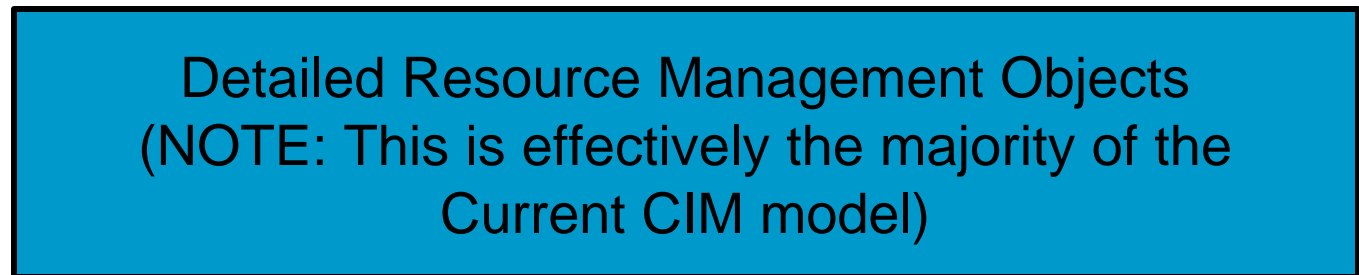 Detailed Resource Management Objects
(NOTE: This is effectively the majority of the
Current CIM model)